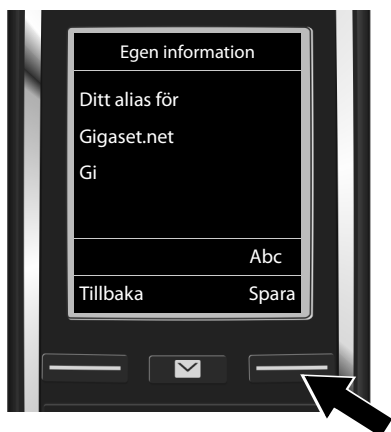 Egen information
Ditt alias för
Gigaset.net
Gi
Abc
Tillbaka Spara